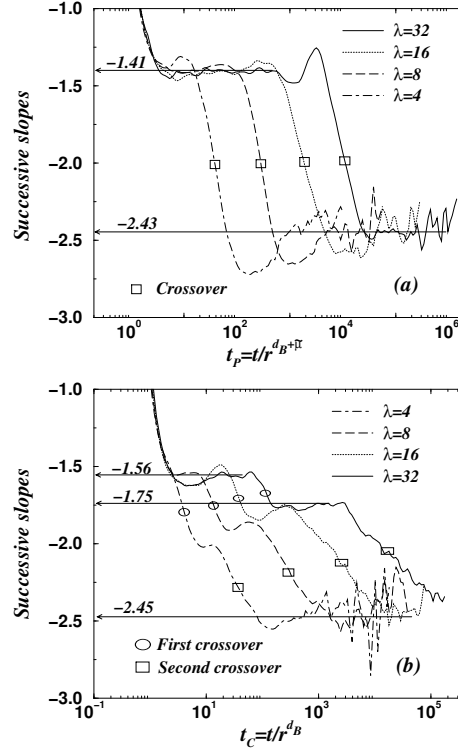 −1.0
−1.5
−2.0
−2.5
−3.0
Successive slopes
−1.41
−2.43
λ=32
λ=16
λ=8
λ=4
Crossover
(a)
10^0
10^2
10^4
10^6
−1.0
−1.5
−2.0
−2.5
−3.0
Successive slopes
−1.56
−1.75
−2.45
λ=4
λ=8
λ=16
λ=32
First crossover
Second crossover
(b)
10^−1
10^1
10^3
10^5
t_C=t/r^{d_B}